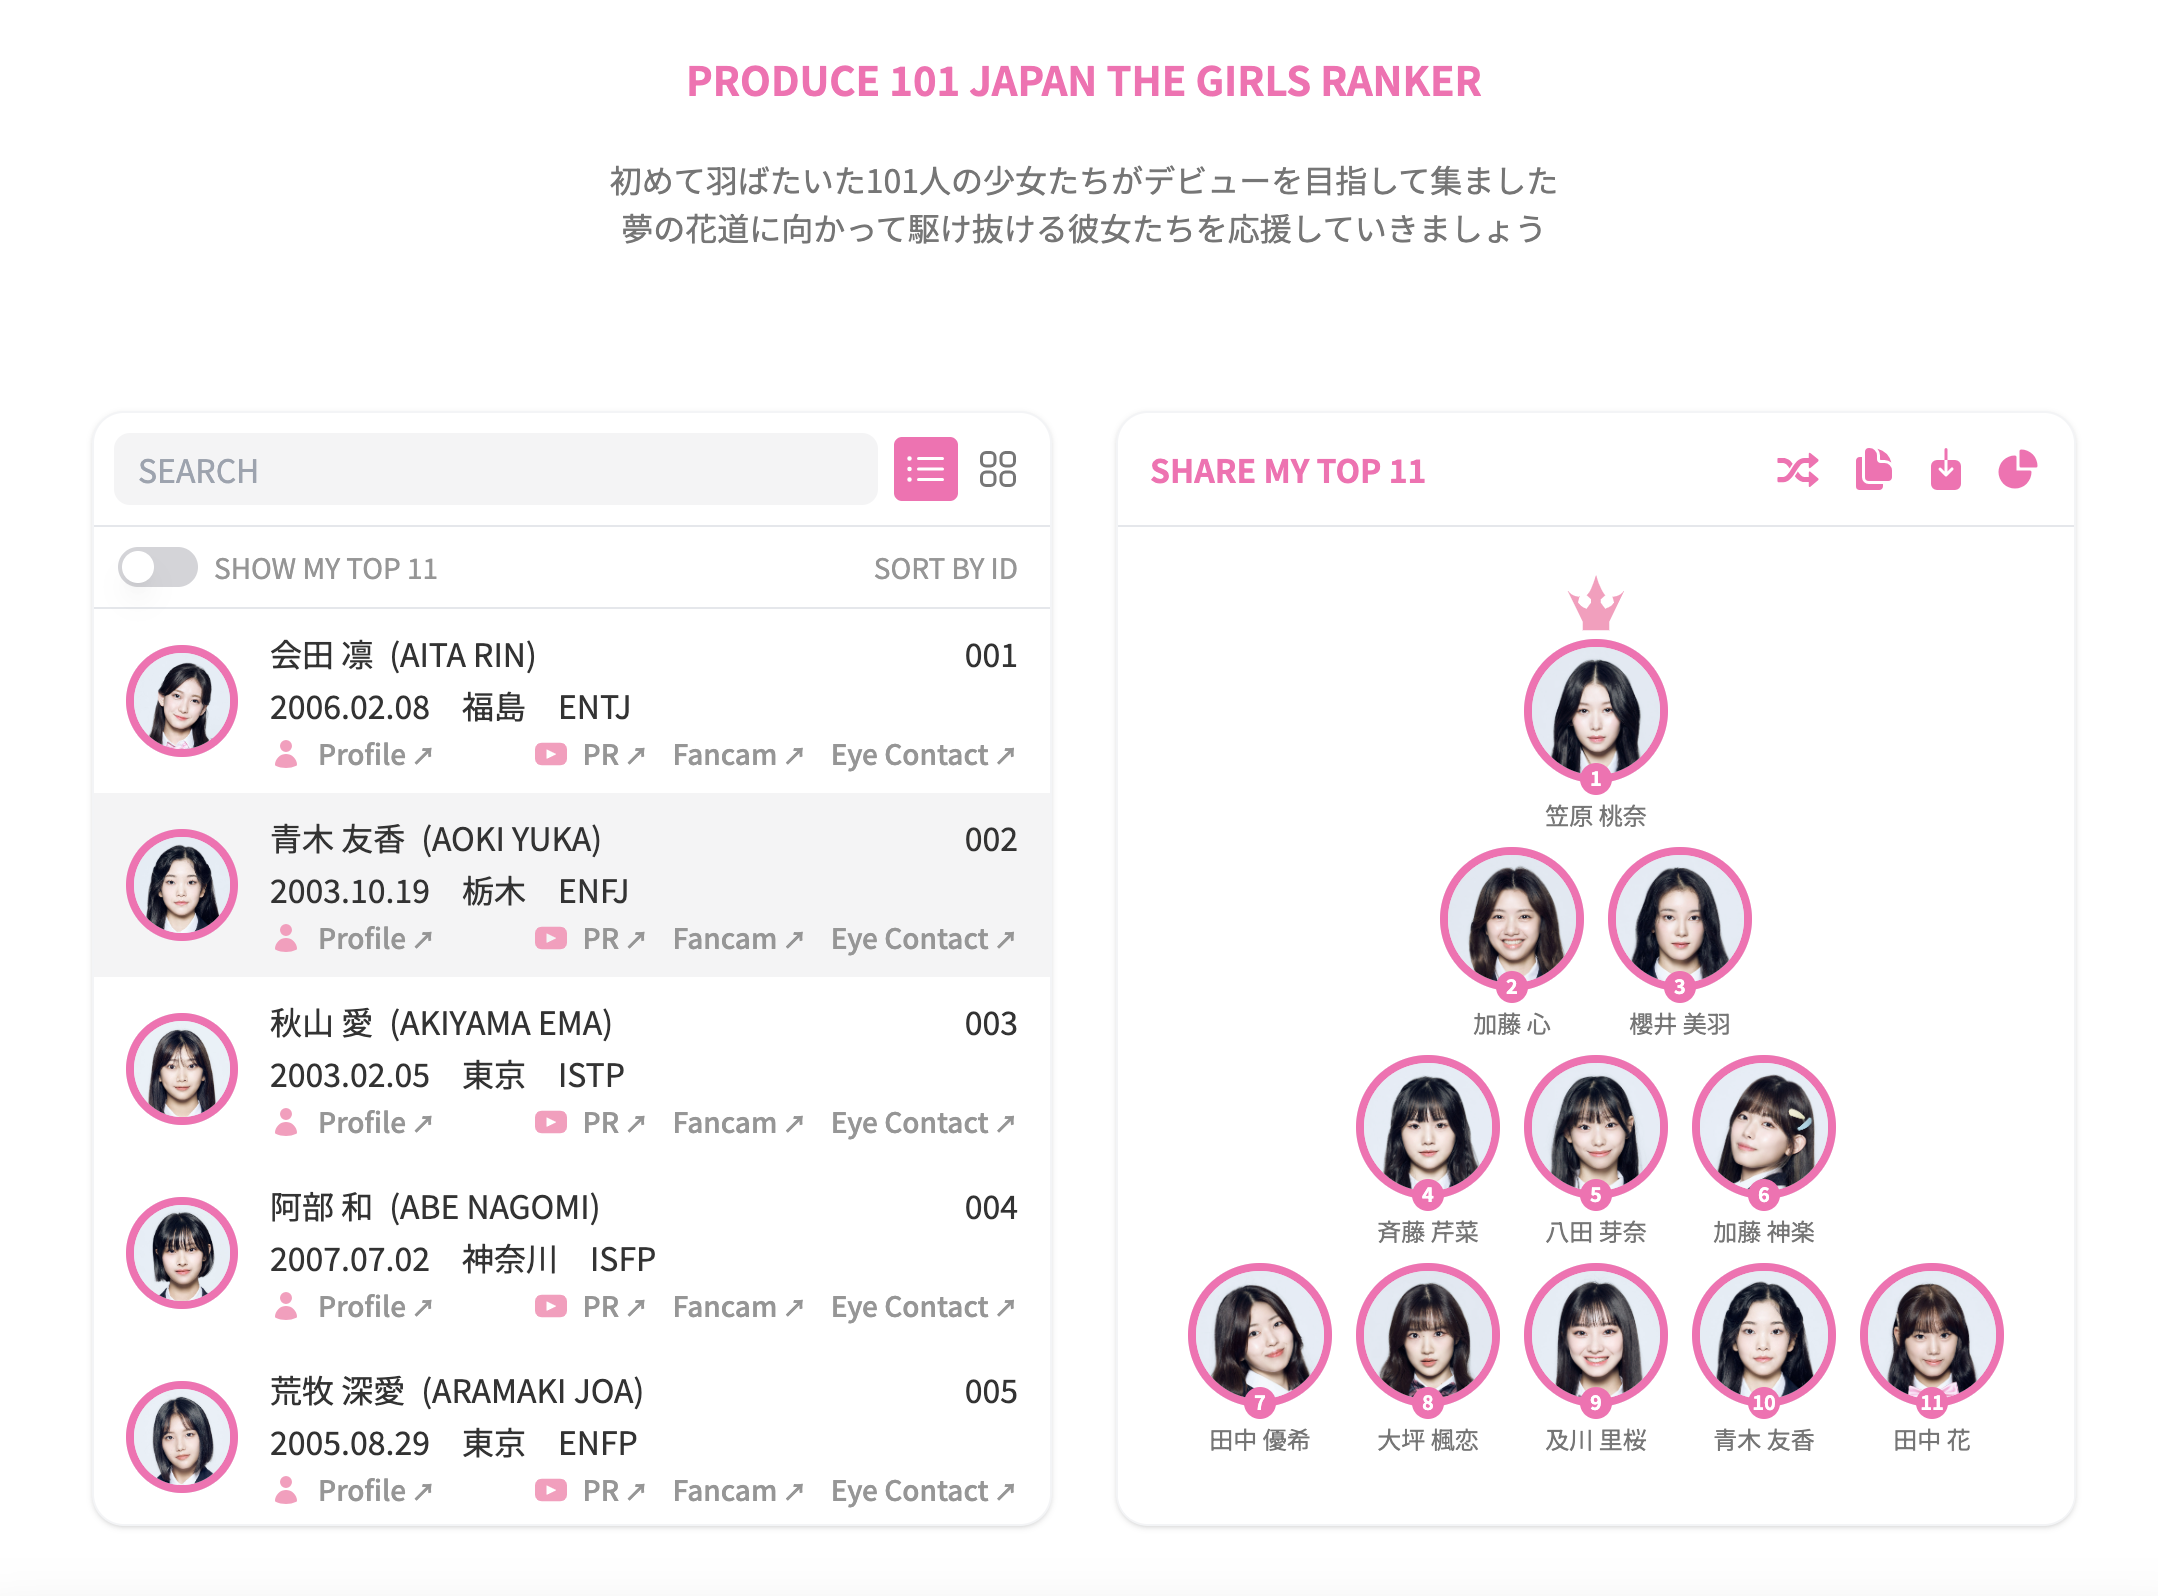 PRODUCE 101 JAPAN THE GIRLS RANKER
初めて羽ばたいた101人の少女たちがデビューを目指して集ました
夢の花道に向かって駆け抜ける彼女たちを応援していきましょう
SEARCH
SHOW MY TOP 11 SORT BY ID
会田 凛 (AITA RIN) 001
2006.02.08 福島 ENTJ
Profile ↗ PR ↗ Fancam ↗ Eye Contact ↗
青木 友香 (AOKI YUKA) 002
2003.10.19 栃木 ENFJ
Profile ↗ PR ↗ Fancam ↗ Eye Contact ↗
秋山 愛 (AKIYAMA EMA) 003
2003.02.05 東京 ISTP
Profile ↗ PR ↗ Fancam ↗ Eye Contact ↗
阿部 和 (ABE NAGOMI) 004
2007.07.02 神奈川 ISFP
Profile ↗ PR ↗ Fancam ↗ Eye Contact ↗
荒牧 深愛 (ARAMAKI JOA) 005
2005.08.29 東京 ENFP
Profile ↗ PR ↗ Fancam ↗ Eye Contact ↗
SHARE MY TOP 11
1
笠原 桃奈
2 3
加藤 心 櫻井 美羽
4 5 6
斉藤 芹菜 八田 芽奈 加藤 神楽
7 8 9 10 11
田中 優希 大坪 楓恋 及川 里桜 青木 友香 田中 花